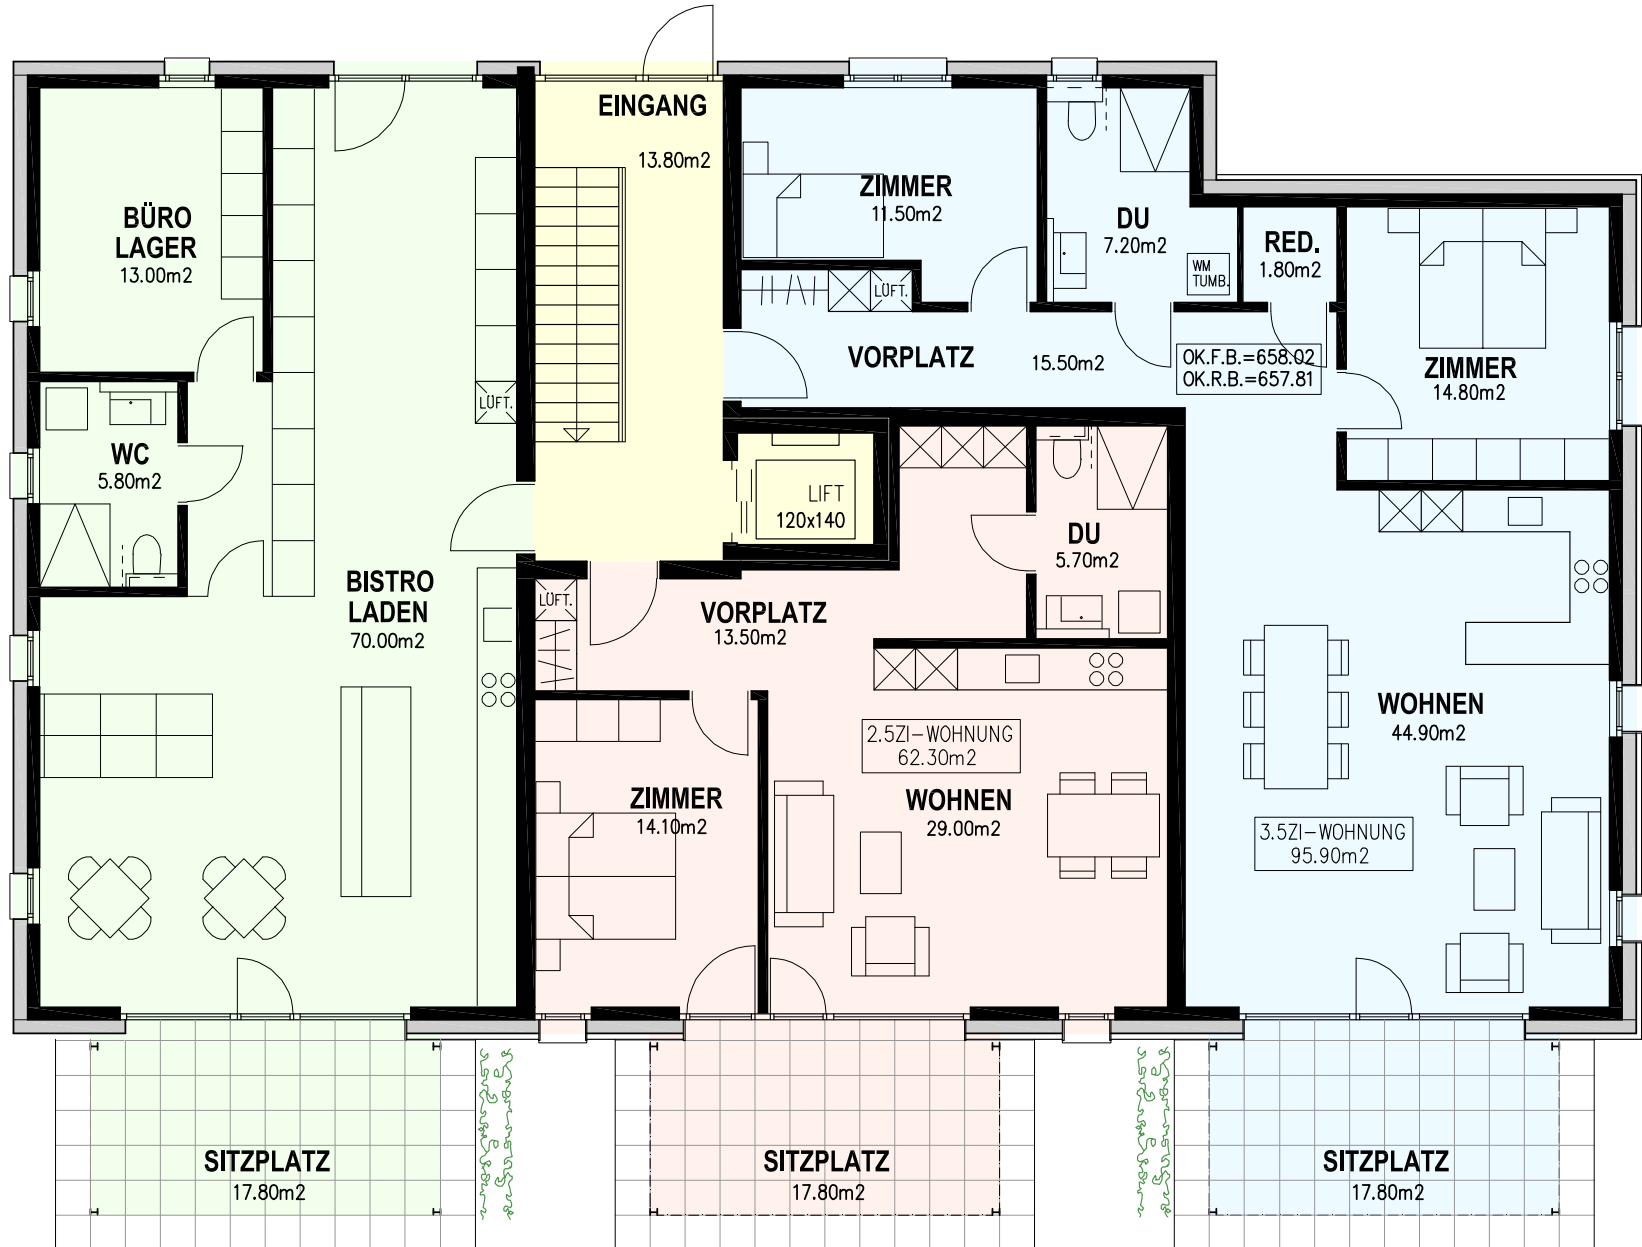 EINGANG
13.80m2
BÜRO
LAGER
13.00m2
ZIMMER
11.50m2
DU
7.20m2
WM
TUMB.
RED.
1.80m2
LÜFT.
VORPLATZ
15.50m2
OK.F.B.=658.02
OK.R.B.=657.81
ZIMMER
14.80m2
LÜFT.
WC
5.80m2
LIFT
120x140
DU
5.70m2
BISTRO
LADEN
70.00m2
LÜFT.
VORPLATZ
13.50m2
2.5ZI-WOHNUNG
62.30m2
WOHNEN
44.90m2
ZIMMER
14.10m2
WOHNEN
29.00m2
3.5ZI-WOHNUNG
95.90m2
SITZPLATZ
17.80m2
SITZPLATZ
17.80m2
SITZPLATZ
17.80m2